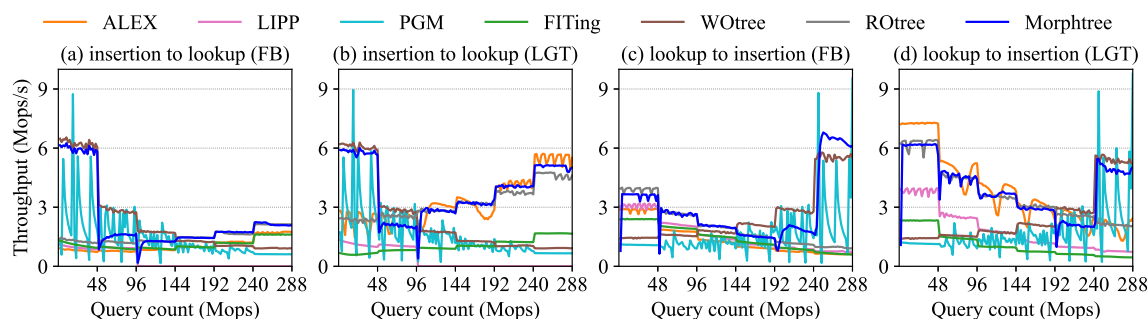 ALEX LIPP PGM FITing WOtree ROtree Morphtree
(a) insertion to lookup (FB) (b) insertion to lookup (LGT) (c) lookup to insertion (FB) (d) lookup to insertion (LGT)
Throughput (Mops/s)
9 9 9 9
6 6 6 6
3 3 3 3
0 0 0 0
48 96 144 192 240 288 48 96 144 192 240 288 48 96 144 192 240 288 48 96 144 192 240 288
Query count (Mops) Query count (Mops) Query count (Mops) Query count (Mops)